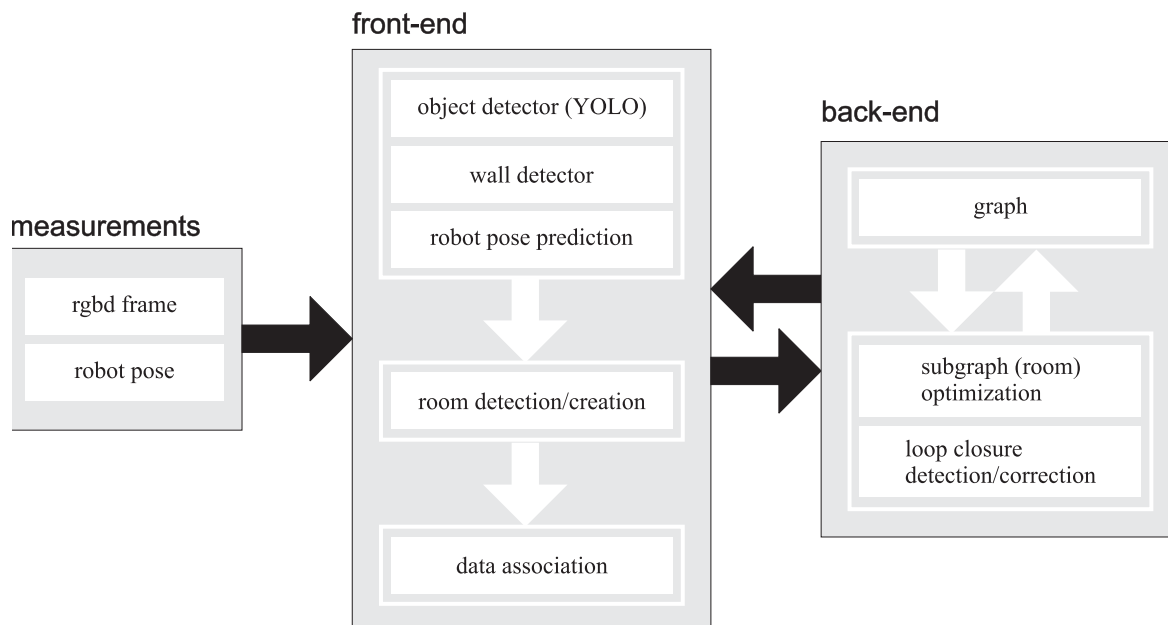 measurements
rgbd frame
robot pose
front-end
object detector (YOLO)
wall detector
robot pose prediction
room detection/creation
data association
back-end
graph
subgraph (room)
optimization
loop closure
detection/correction